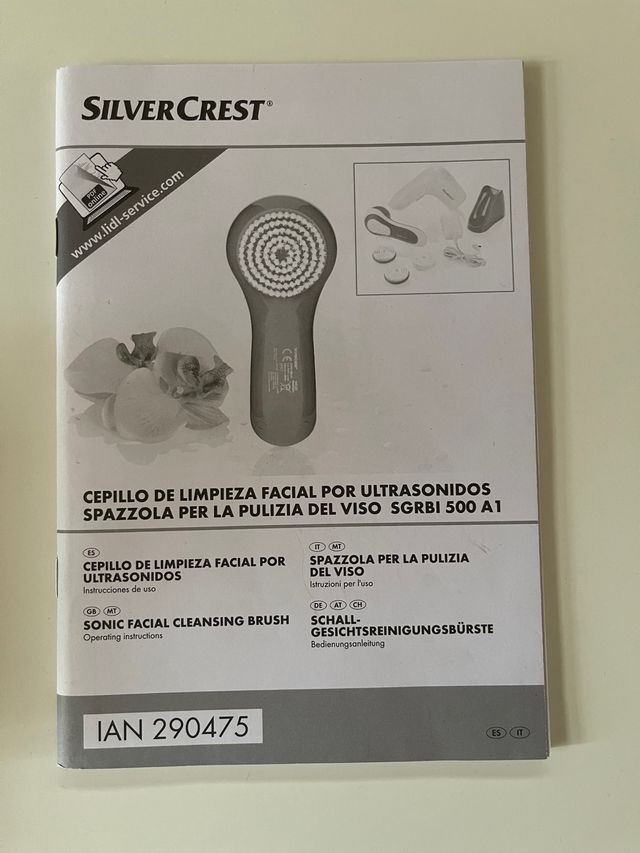 SILVERCREST®
PDF online
www.lidl-service.com
CEPILLO DE LIMPIEZA FACIAL POR ULTRASONIDOS
SPAZZOLA PER LA PULIZIA DEL VISO SGRBI 500 A1
ES
CEPILLO DE LIMPIEZA FACIAL POR
ULTRASONIDOS
Instrucciones de uso
IT MT
SPAZZOLA PER LA PULIZIA
DEL VISO
Istruzioni per l'uso
GB MT
SONIC FACIAL CLEANSING BRUSH
Operating instructions
DE AT CH
SCHALL-
GESICHTSREINIGUNGSBÜRSTE
Bedienungsanleitung
IAN 290475
ES IT